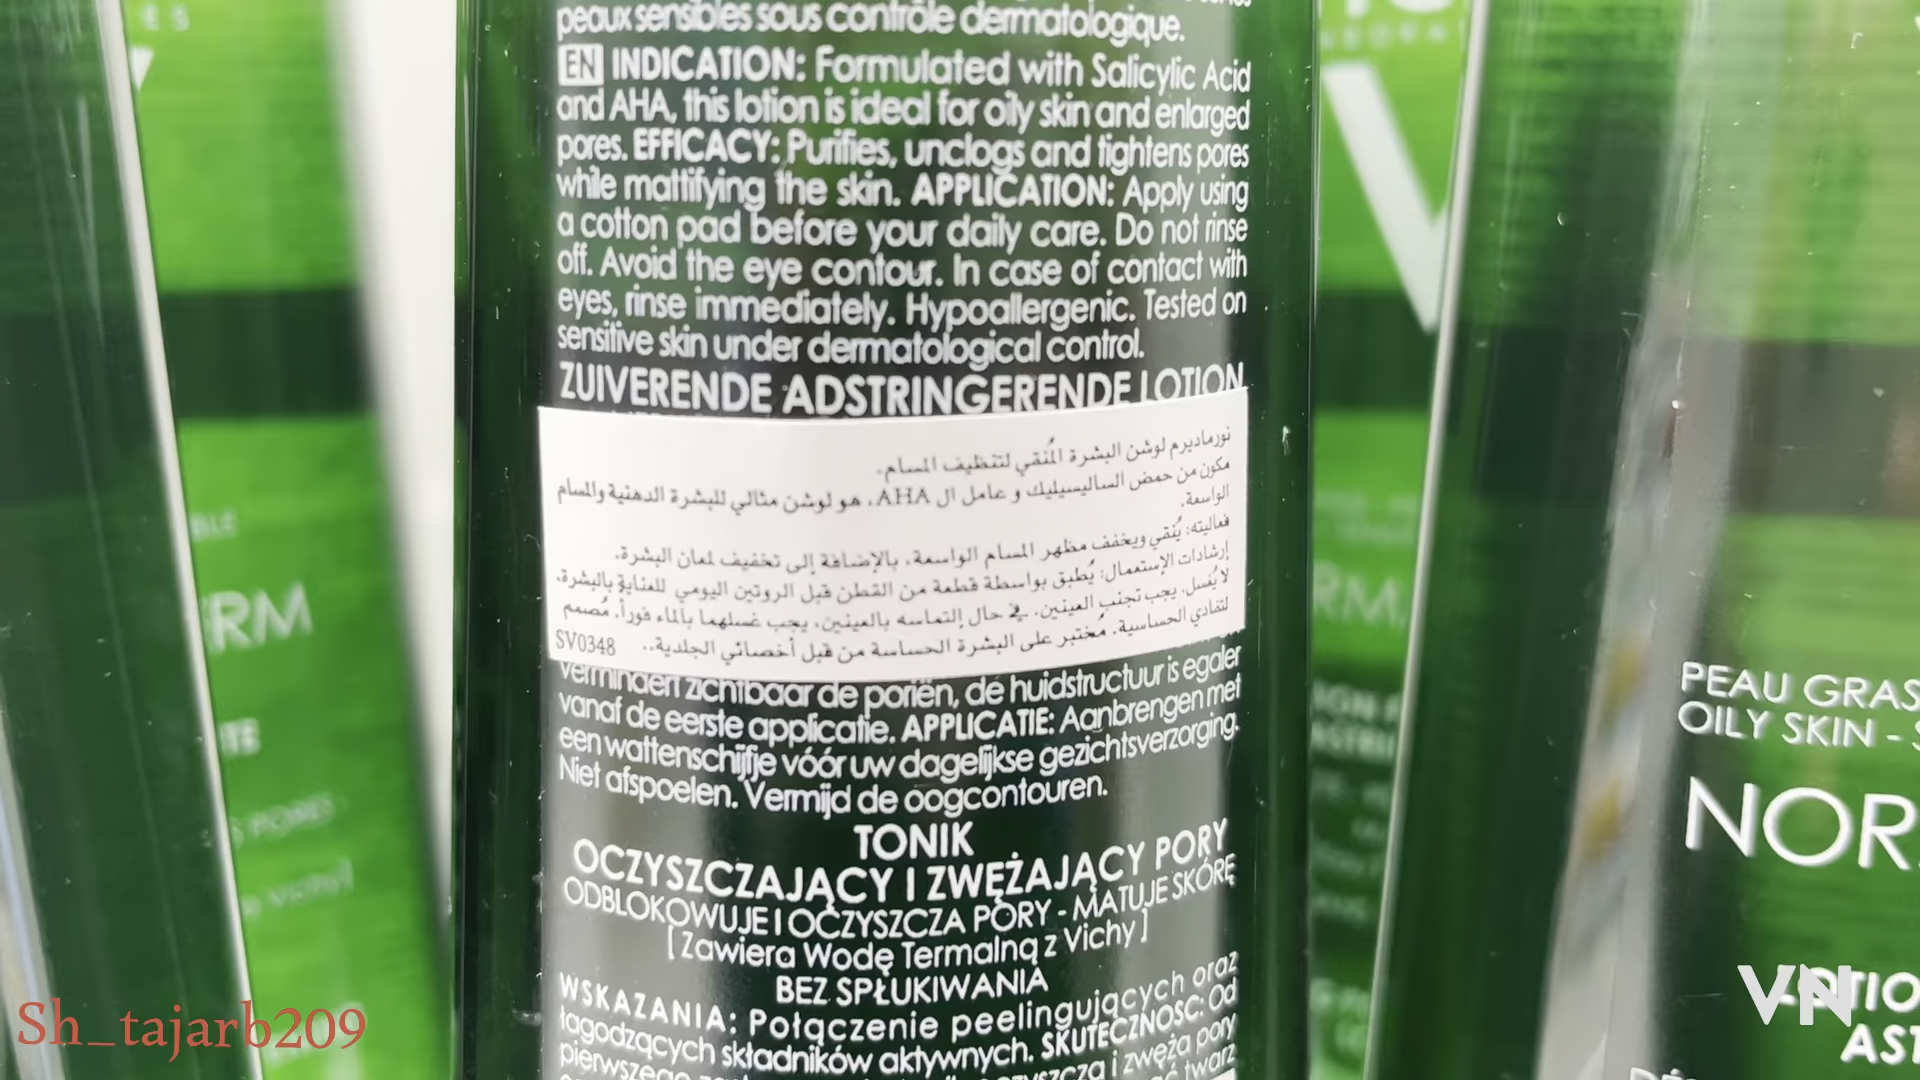 peaux sensibles sous contrôle dermatologique.
EN INDICATION: Formulated with Salicylic Acid
and AHA, this lotion is ideal for oily skin and enlarged
pores. EFFICACY: Purifies, unclogs and tightens pores
while mattifying the skin. APPLICATION: Apply using
a cotton pad before your daily care. Do not rinse
off. Avoid the eye contour. In case of contact with
eyes, rinse immediately. Hypoallergenic. Tested on
sensitive skin under dermatological control.
ZUIVERENDE ADSTRINGERENDE LOTION
نورماديرم لوشن البشرة المُنقي لتنظيف المسام.
مكون من حمض الساليسيليك و عامل ال AHA، هو لوشن مثالي للبشرة الدهنية والمسام
الواسعة.
فعاليته: يُنقي ويخفف مظهر المسام الواسعة، بالإضافة إلى تخفيف لمعان البشرة.
إرشادات الإستعمال: يُطبق بواسطة قطعة من القطن قبل الروتين اليومي للعناية بالبشرة.
لا يُغسل. يجب تجنب العينين. في حال إلتماسه بالعينين، يجب غسلهما بالماء فوراً. مُصمم
لتفادي الحساسية. مُختبر على البشرة الحساسة من قبل أخصائي الجلدية..
SV0348
vermindert zichtbaar de poriën, de huidstructuur is egaler
vanaf de eerste applicatie. APPLICATIE: Aanbrengen met
een wattenschijfje vóór uw dagelijkse gezichtsverzorging.
Niet afspoelen. Vermijd de oogcontouren.
TONIK
OCZYSZCZAJĄCY I ZWĘŻAJĄCY PORY
ODBLOKOWUJE I OCZYSZCZA PORY - MATUJE SKÓRĘ
[Zawiera Wodę Termalną z Vichy]
BEZ SPŁUKIWANIA
WSKAZANIA: Połączenie peelingujących oraz
łagodzących składników aktywnych. SKUTECZNOŚĆ: Od
pierwszego oczyszcza i zwęża pory
twarz
PEAU GRAS
OILY SKIN - S
NOR
AST
ERM
Sh_tajarb209
VN